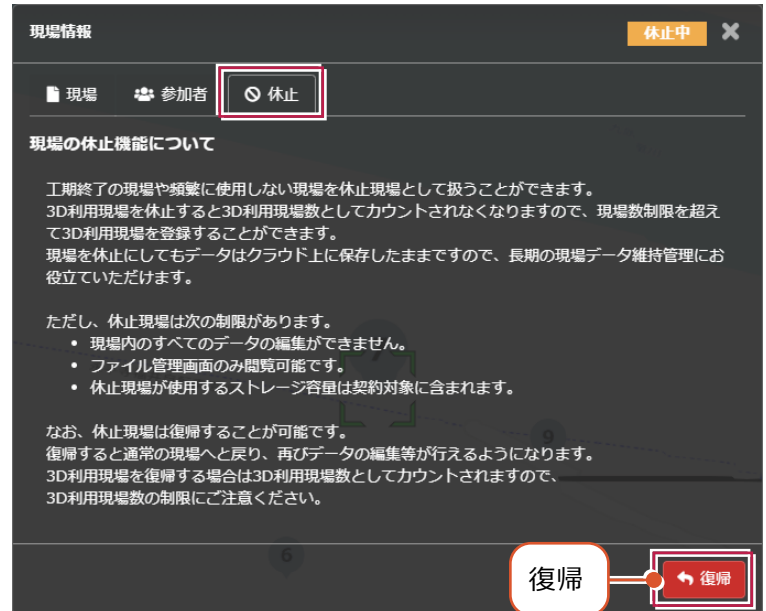 現場情報
休止中
現場 参加者 休止
現場の休止機能について
工期終了の現場や頻繁に使用しない現場を休止現場として扱うことができます。
3D利用現場を休止すると3D利用現場数としてカウントされなくなりますので、現場数制限を超え
て3D利用現場を登録することができます。
現場を休止にしてもデータはクラウド上に保存したままですので、長期の現場データ維持管理にお
役立ていただけます。
ただし、休止現場は次の制限があります。
• 現場内のすべてのデータの編集ができません。
• ファイル管理画面のみ閲覧可能です。
• 休止現場が使用するストレージ容量は契約対象に含まれます。
なお、休止現場は復帰することが可能です。
復帰すると通常の現場へと戻り、再びデータの編集等が行えるようになります。
3D利用現場を復帰する場合は3D利用現場数としてカウントされますので、
3D利用現場数の制限にご注意ください。
7
9
6
復帰
復帰